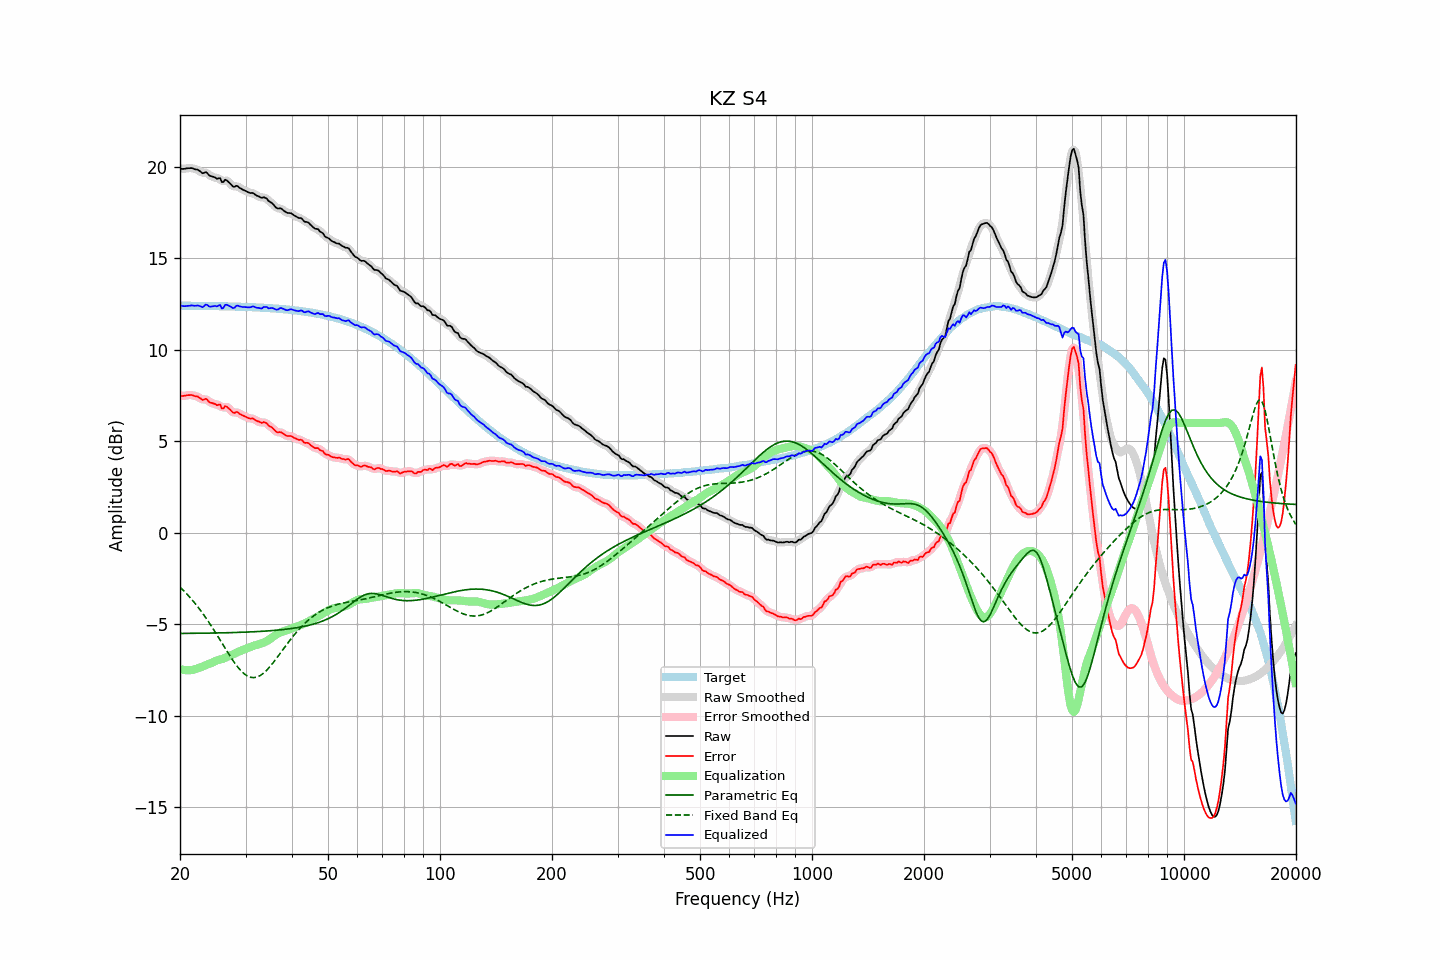 KZ S4
Amplitude (dBr)
20
15
10
5
0
−5
−10
−15
Target
Raw Smoothed
Error Smoothed
Raw
Error
Equalization
Parametric Eq
Fixed Band Eq
Equalized
20 50 100 200 500 1000 2000 5000 10000 20000
Frequency (Hz)